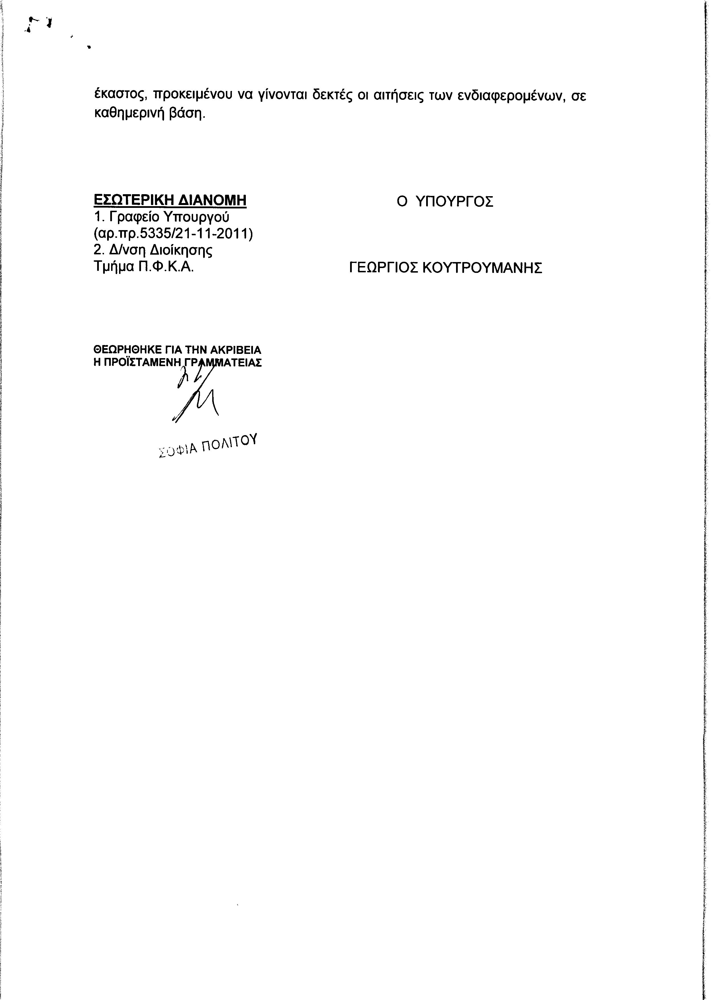 έκαστος, προκειμένου να γίνονται δεκτές οι αιτήσεις των ενδιαφερομένων, σε
καθημερινή βάση.
ΕΣΩΤΕΡΙΚΗ ΔΙΑΝΟΜΗ
1. Γραφείο Υπουργού
(αρ.πρ.5335/21-11-2011)
2. Δ/νση Διοίκησης
Τμήμα Π.Φ.Κ.Α.
Ο ΥΠΟΥΡΓΟΣ
ΓΕΩΡΓΙΟΣ ΚΟΥΤΡΟΥΜΑΝΗΣ
ΘΕΩΡΗΘΗΚΕ ΓΙΑ ΤΗΝ ΑΚΡΙΒΕΙΑ
Η ΠΡΟΪΣΤΑΜΕΝΗ ΓΡΑΜΜΑΤΕΙΑΣ
ΣΟΦΙΑ ΠΟΛΙΤΟΥ